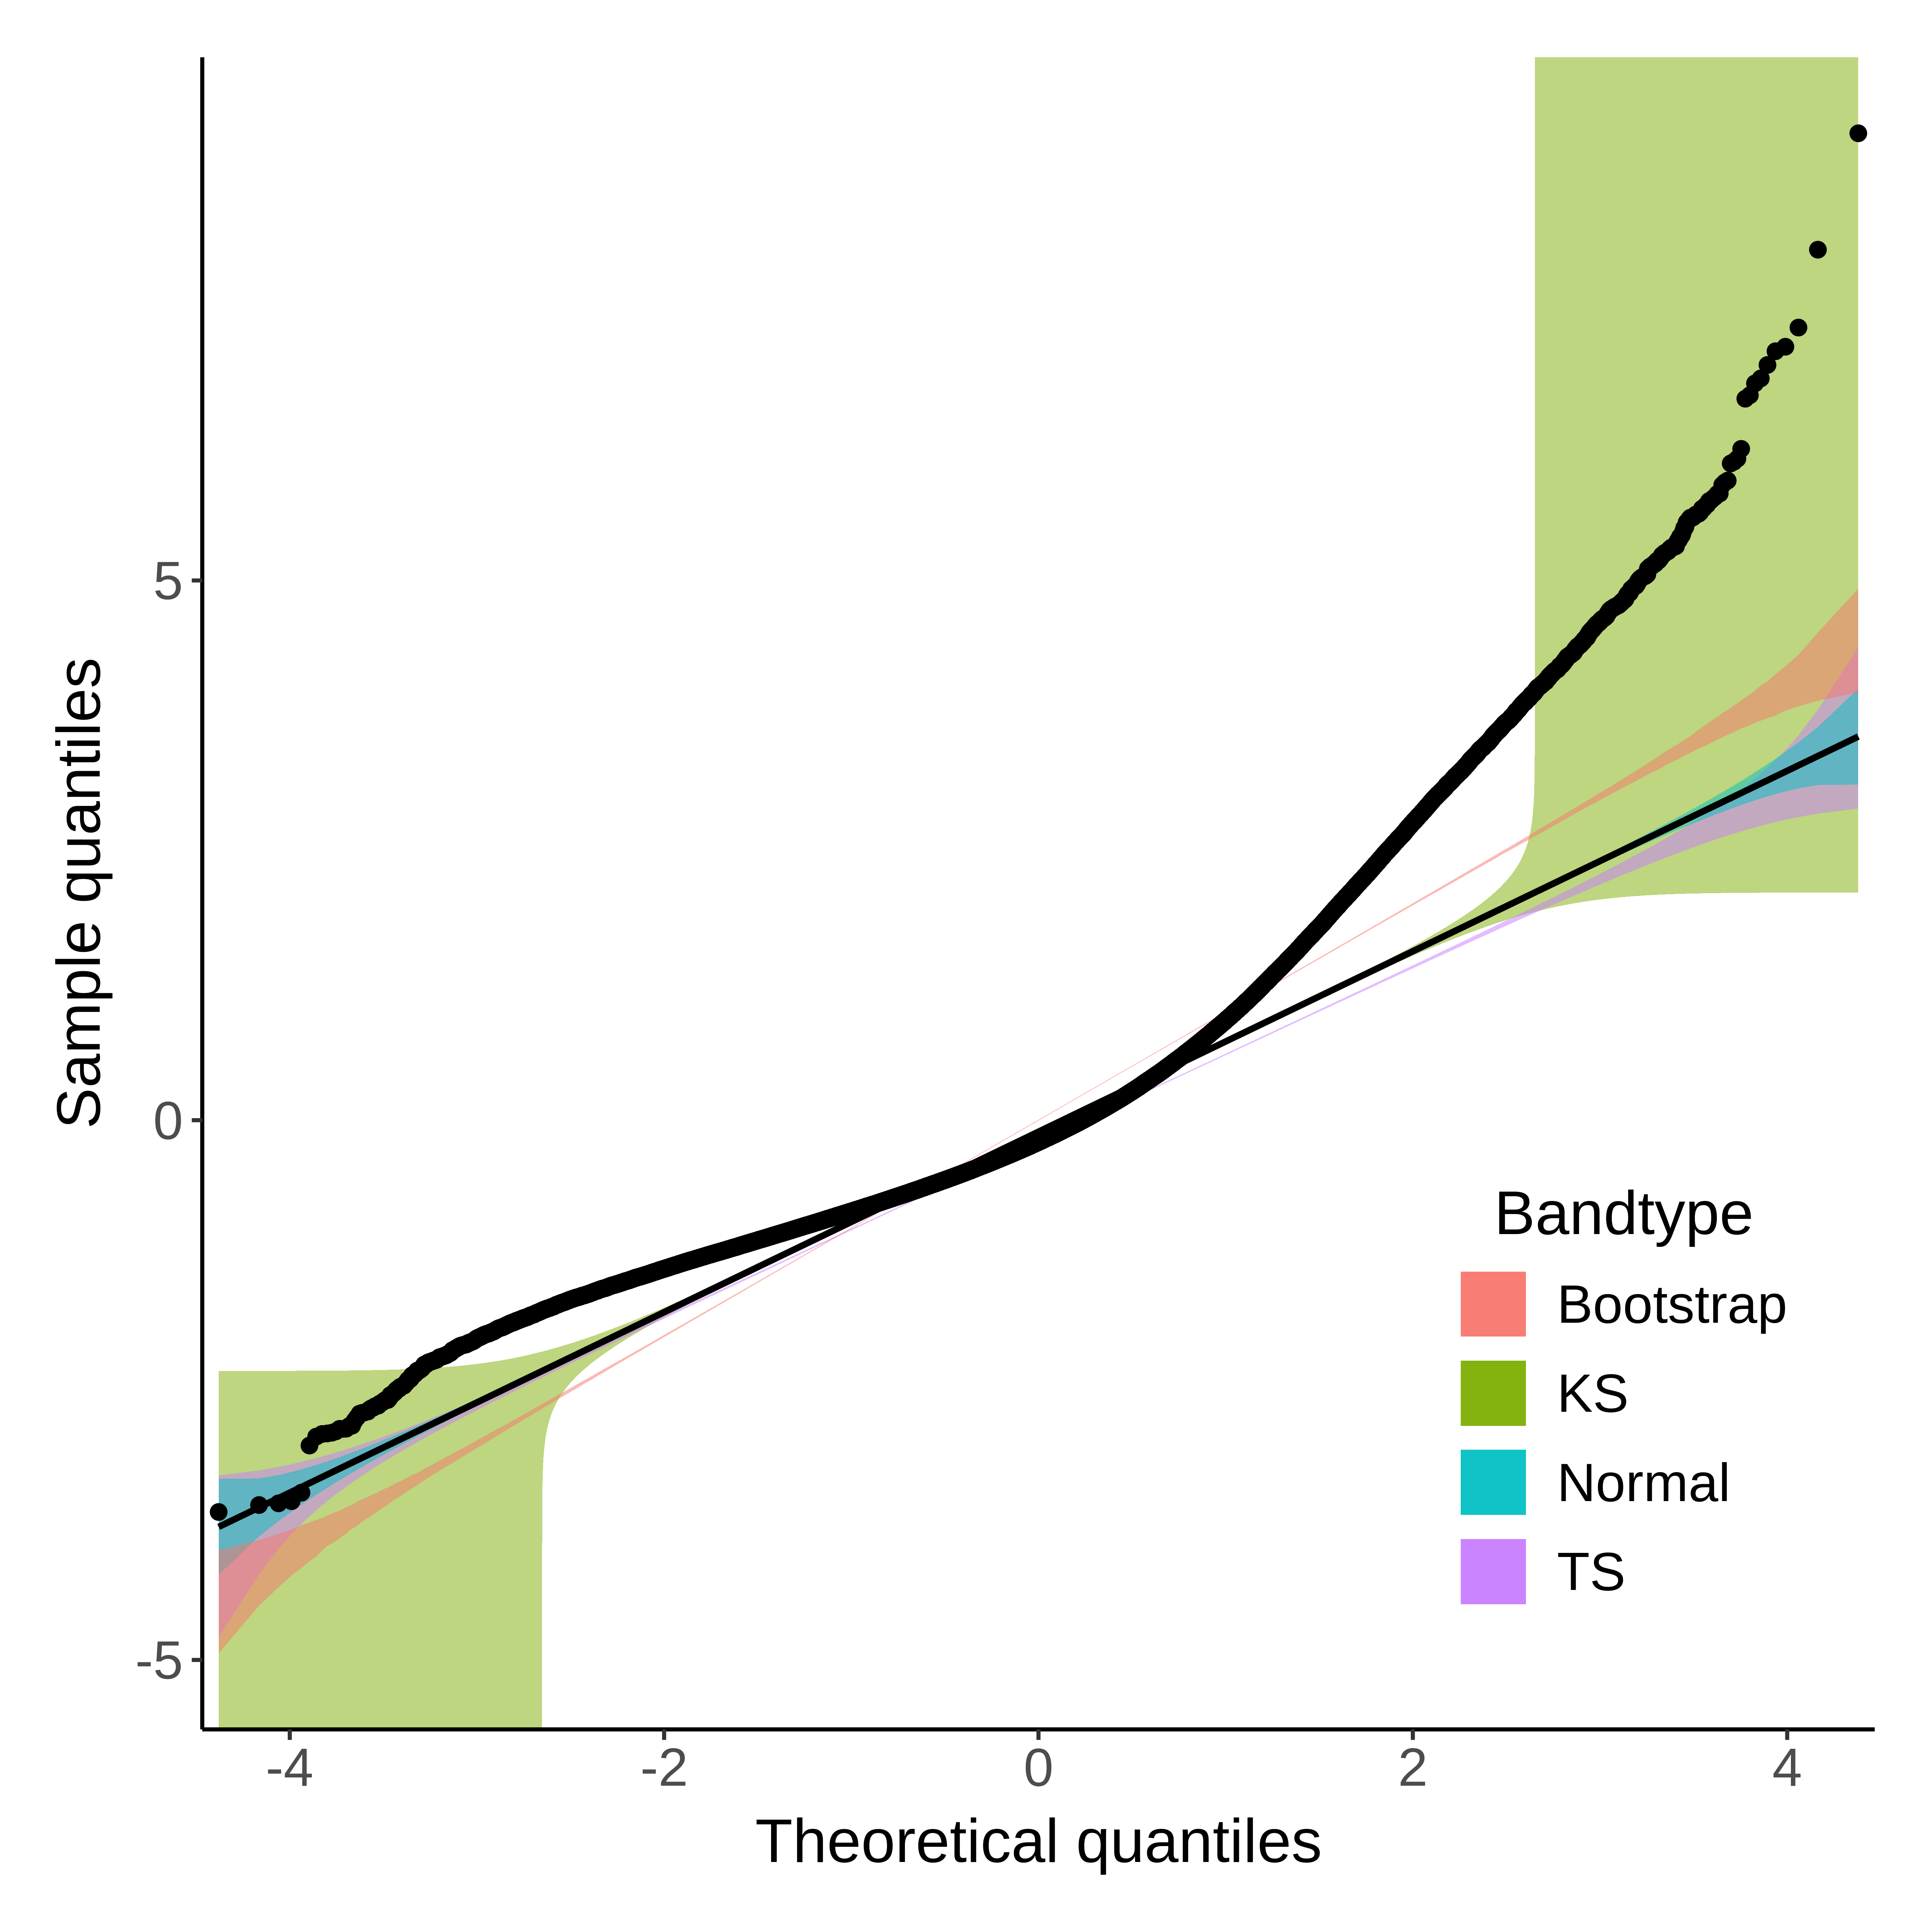 Sample quantiles
5
0
-5
Bandtype
Bootstrap
KS
Normal
TS
-4
-2
0
2
4
Theoretical quantiles